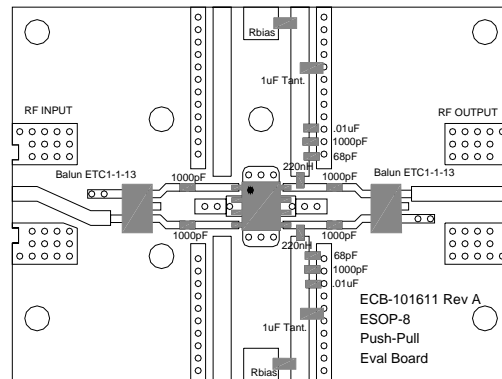 Rbias
1uF Tant.
RF INPUT
RF OUTPUT
.01uF
1000pF
68pF
220nH
Balun ETC1-1-13
1000pF
1000pF
Balun ETC1-1-13
1000pF
1000pF
220nH
68pF
1000pF
.01uF
1uF Tant.
Rbias
ECB-101611 Rev A
ESOP-8
Push-Pull
Eval Board